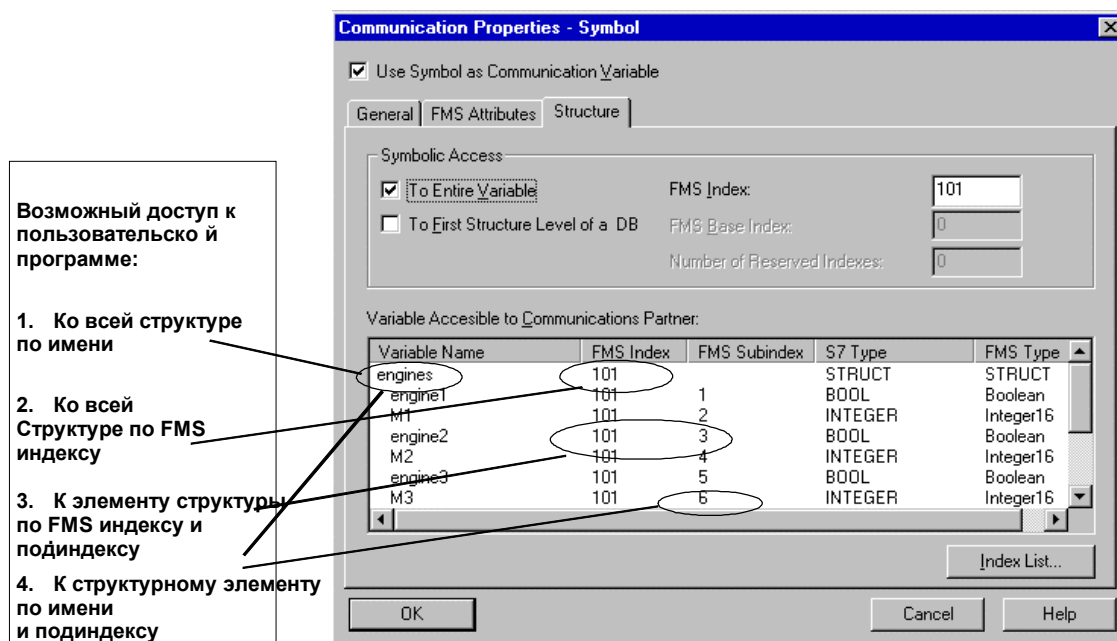 Возможный доступ к
пользовательско й
программе:
1. Ко всей структуре
по имени
2. Ко всей
Структуре по FMS
индексу
3. К элементу структуры
по FMS индексу и
подиндексу
4. К структурному элементу
по имени
и подиндексу
Communication Properties - Symbol
Use Symbol as Communication Variable
General FMS Attributes Structure
Symbolic Access
To Entire Variable FMS Index: 101
To First Structure Level of a DB FMS Base Index: 0
Number of Reserved Indexes: 0
Variable Accesible to Communications Partner:
Variable Name FMS Index FMS Subindex S7 Type FMS Type
engines 101 STRUCT STRUCT
engine1 101 1 BOOL Boolean
M1 101 2 INTEGER Integer16
engine2 101 3 BOOL Boolean
M2 101 4 INTEGER Integer16
engine3 101 5 BOOL Boolean
M3 101 6 INTEGER Integer16
Index List...
OK Cancel Help